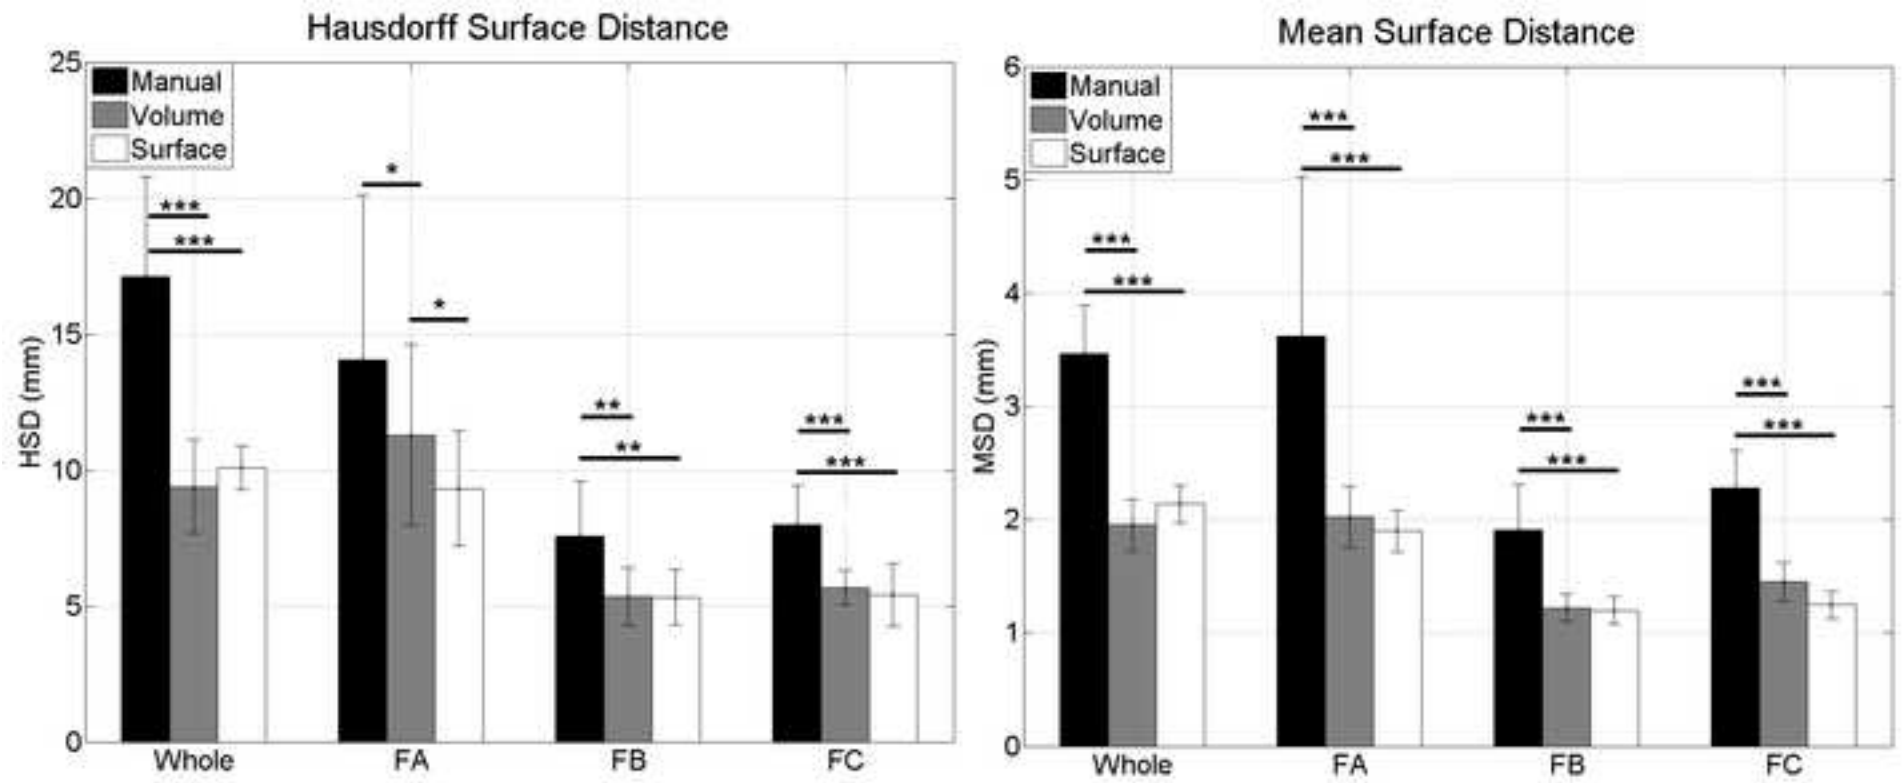 Hausdorff Surface Distance
25
20
15
10
5
0
HSD (mm)
Manual
Volume
Surface
***
***
*
*
**
**
***
***
Whole FA FB FC
Mean Surface Distance
6
5
4
3
2
1
0
MSD (mm)
Manual
Volume
Surface
***
***
***
***
***
***
***
***
Whole FA FB FC